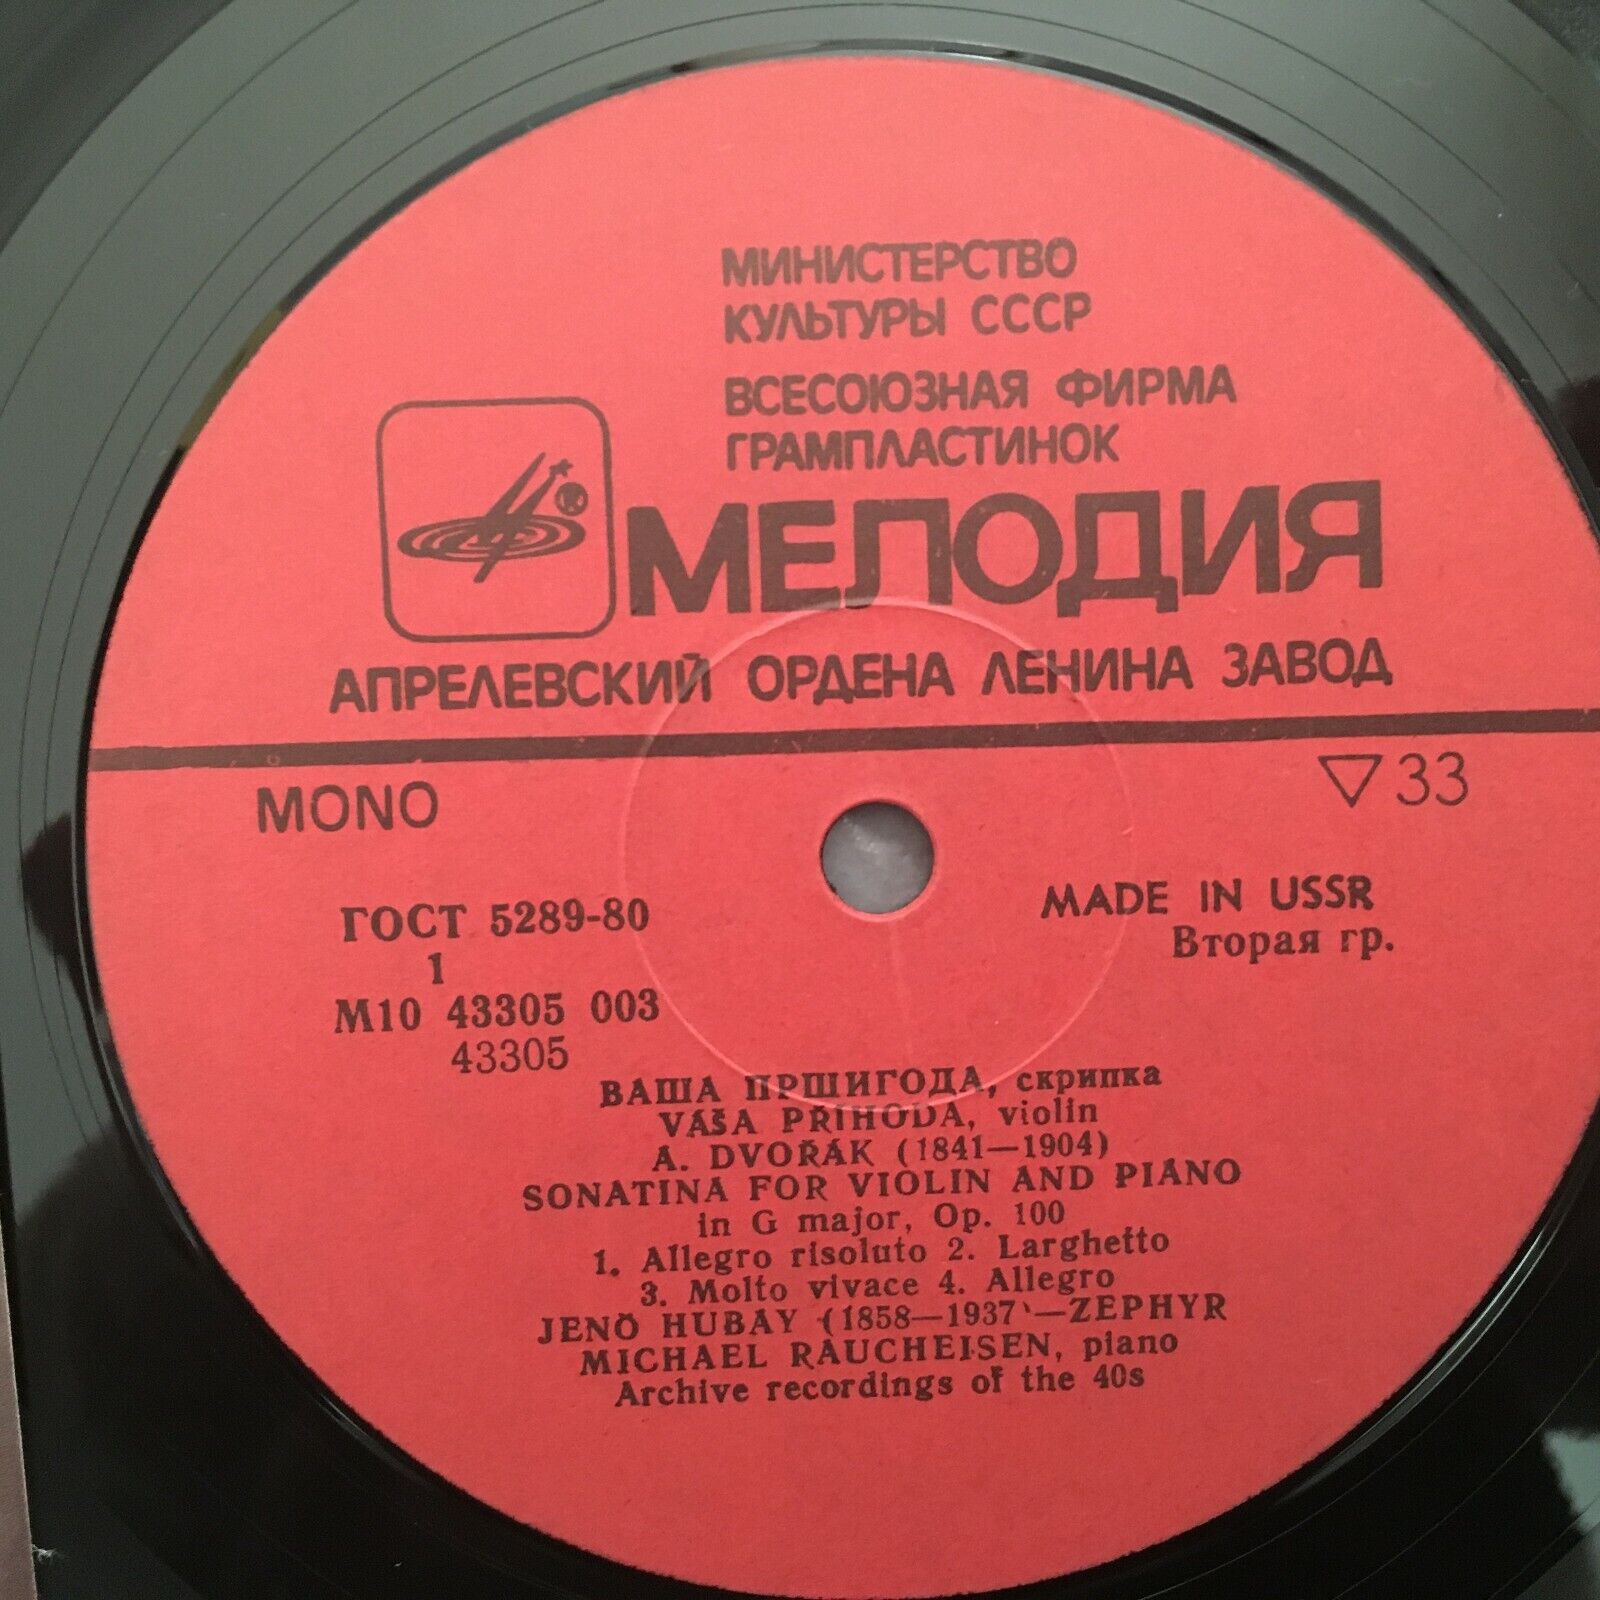 МИНИСТЕРСТВО
КУЛЬТУРЫ СССР
ВСЕСОЮЗНАЯ ФИРМА
ГРАМПЛАСТИНОК
МЕЛОДИЯ
АПРЕЛЕВСКИЙ ОРДЕНА ЛЕНИНА ЗАВОД
MONO
▽33
ГОСТ 5289-80
MADE IN USSR
1
Вторая гр.
М10 43305 003
43305
ВАША ПРШИГОДА, скрипка
VÁŠA PŘIHODA, violin
A. DVOŘÁK (1841—1904)
SONATINA FOR VIOLIN AND PIANO
in G major, Op. 100
1. Allegro risoluto 2. Larghetto
3. Molto vivace 4. Allegro
JENŐ HUBAY (1858—1937)—ZEPHYR
MICHAEL RAUCHEISEN, piano
Archive recordings of the 40s